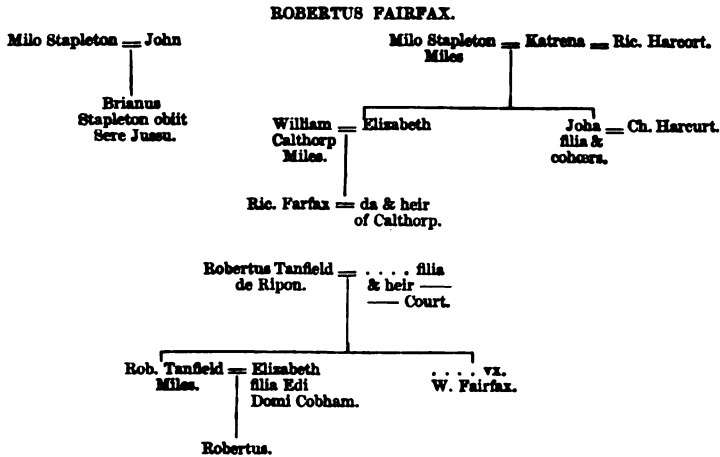 ROBERTUS FAIRFAX.
Milo Stapleton = John
Milo Stapleton = Katrena = Ric. Harcort.
Miles
Brianus
Stapleton obiit
Sere Jussu.
William = Elizabeth
Calthorp
Miles.
Joha = Ch. Harcurt.
filia &
cohœrs.
Ric. Farfax = da & heir
of Calthorp.
Robertus Tanfield = . . . . filia
de Ripon. & heir ——
—— Court.
Rob. Tanfield = Elizabeth
Miles. filia Edi
Domi Cobham.
. . . . vx.
W. Fairfax.
Robertus.